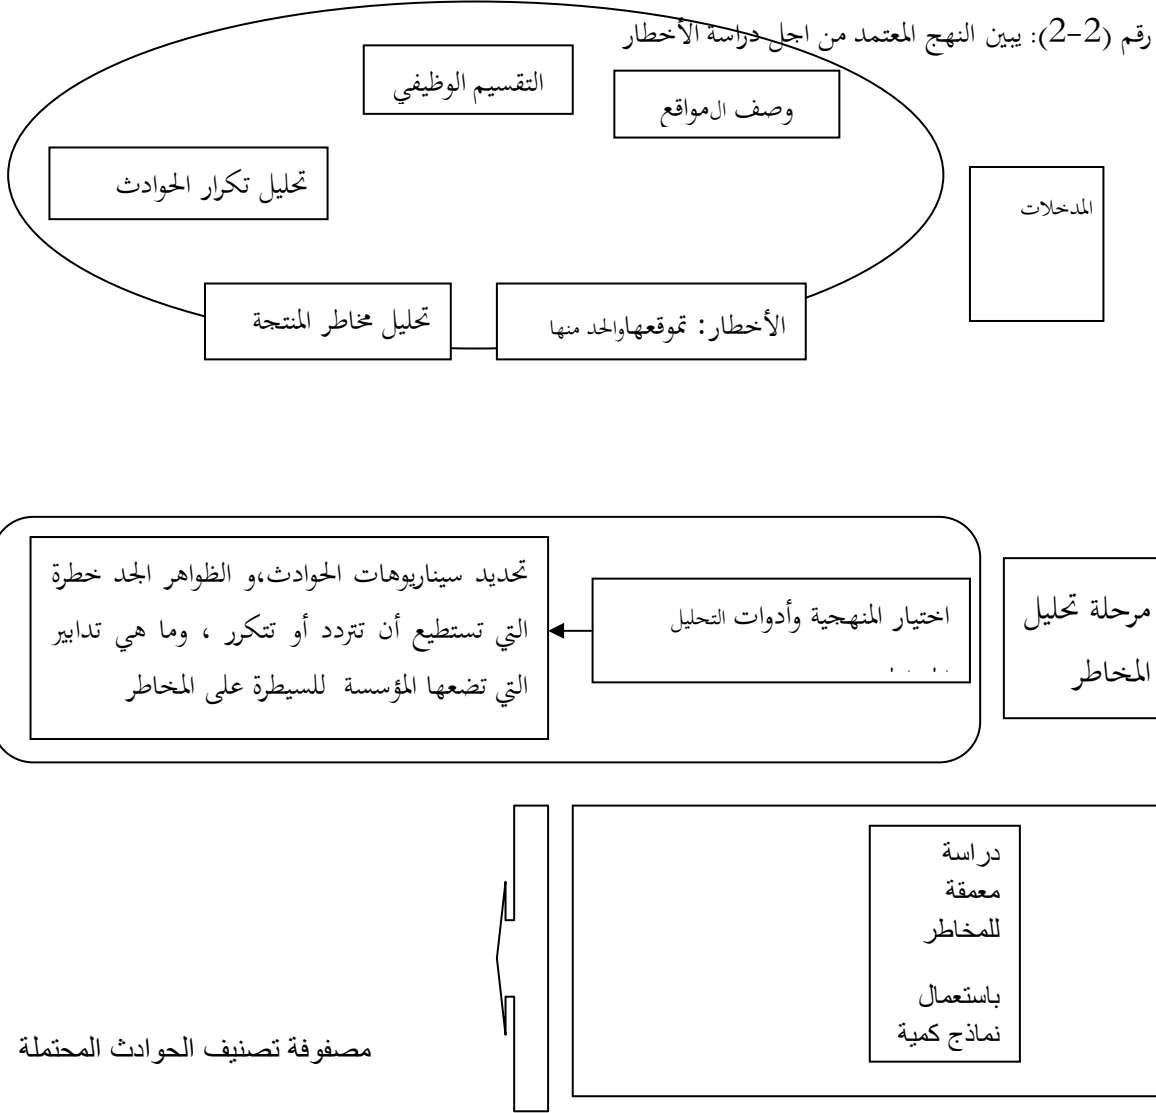 رقم (2-2): يبين النهج المعتمد من اجل دراسة الأخطار
التقسيم الوظيفي
وصف المواقع
تحليل تكرار الحوادث
المدخلات
تحليل مخاطر المنتجة
الأخطار: تموقعهاوالحد منها
مرحلة تحليل
المخاطر
اختيار المنهجية وأدوات التحليل
تحديد سيناريوهات الحوادث،و الظواهر الجد خطرة
التي تستطيع أن تتردد أو تتكرر ، وما هي تدابير
التي تضعها المؤسسة للسيطرة على المخاطر
دراسة
معمقة
للمخاطر
باستعمال
نماذج كمية
مصفوفة تصنيف الحوادث المحتملة